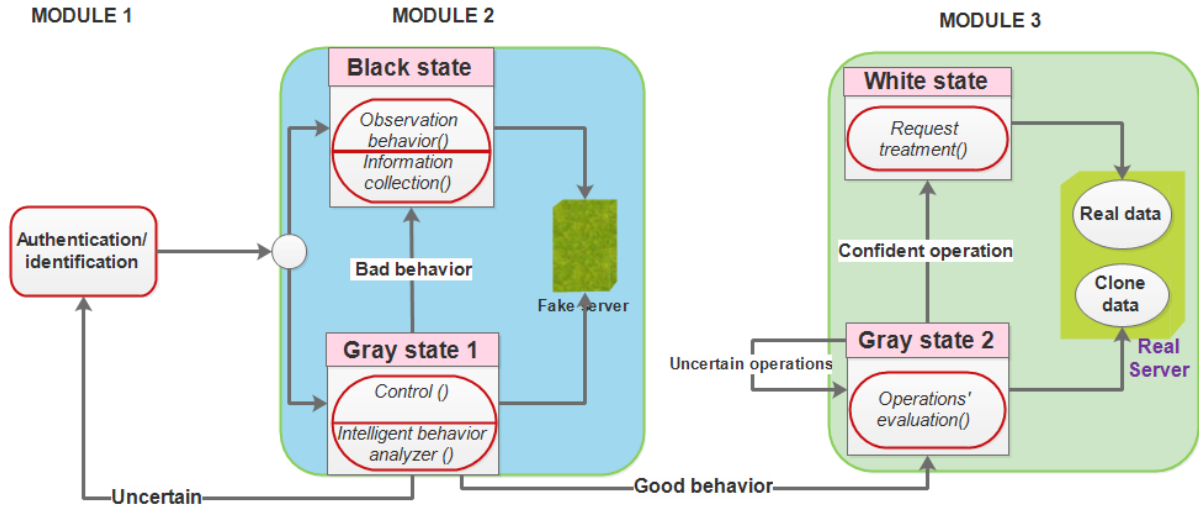 MODULE 1
MODULE 2
MODULE 3
Authentication/
identification
Black state
Observation
behavior()
Information
collection()
Bad behavior
Fake server
Gray state 1
Control ()
Intelligent behavior
analyzer ()
Uncertain
Good behavior
White state
Request
treatment()
Confident operation
Real data
Clone
data
Real
Server
Uncertain operations
Gray state 2
Operations'
evaluation()